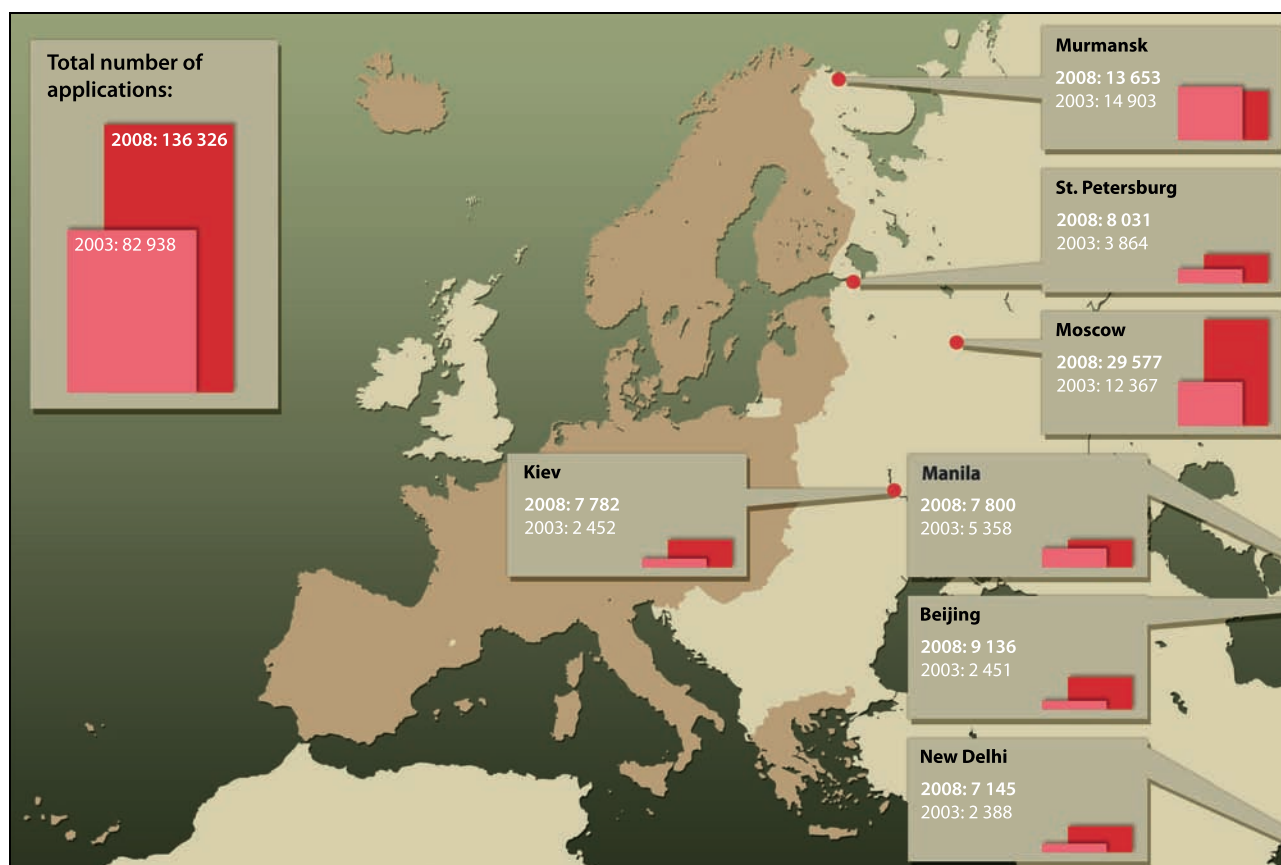 Total number of
applications:
2008: 136 326
2003: 82 938
Murmansk
2008: 13 653
2003: 14 903
St. Petersburg
2008: 8 031
2003: 3 864
Moscow
2008: 29 577
2003: 12 367
Kiev
2008: 7 782
2003: 2 452
Manila
2008: 7 800
2003: 5 358
Beijing
2008: 9 136
2003: 2 451
New Delhi
2008: 7 145
2003: 2 388